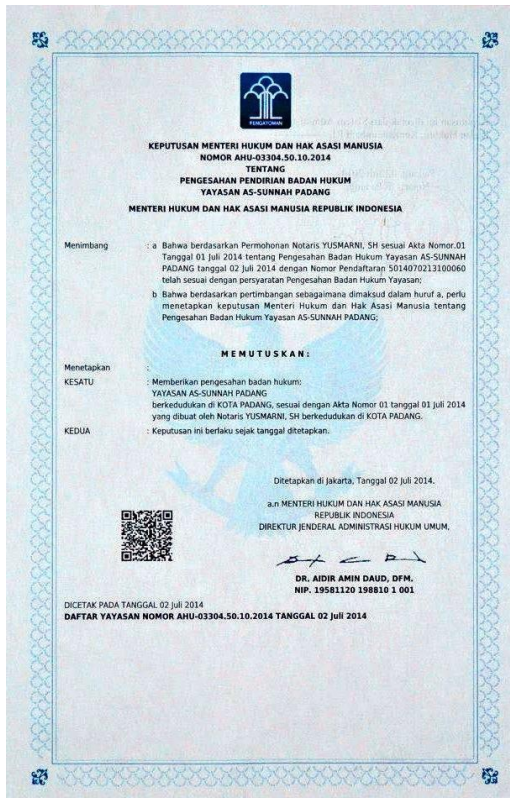 PENGAYOMAN
KEPUTUSAN MENTERI HUKUM DAN HAK ASASI MANUSIA
NOMOR AHU-03304.50.10.2014
TENTANG
PENGESAHAN PENDIRIAN BADAN HUKUM
YAYASAN AS-SUNNAH PADANG
MENTERI HUKUM DAN HAK ASASI MANUSIA REPUBLIK INDONESIA
Menimbang : a Bahwa berdasarkan Permohonan Notaris YUSMARNI, SH sesuai Akta Nomor.01
Tanggal 01 Juli 2014 tentang Pengesahan Badan Hukum Yayasan AS-SUNNAH
PADANG tanggal 02 Juli 2014 dengan Nomor Pendaftaran 5014070213100060
telah sesuai dengan persyaratan Pengesahan Badan Hukum Yayasan;
b Bahwa berdasarkan pertimbangan sebagaimana dimaksud dalam huruf a, perlu
menetapkan keputusan Menteri Hukum dan Hak Asasi Manusia tentang
Pengesahan Badan Hukum Yayasan AS-SUNNAH PADANG;
MEMUTUSKAN:
Menetapkan :
KESATU : Memberikan pengesahan badan hukum:
YAYASAN AS-SUNNAH PADANG
berkedudukan di KOTA PADANG, sesuai dengan Akta Nomor 01 tanggal 01 Juli 2014
yang dibuat oleh Notaris YUSMARNI, SH berkedudukan di KOTA PADANG.
KEDUA : Keputusan ini berlaku sejak tanggal ditetapkan.
Ditetapkan di Jakarta, Tanggal 02 Juli 2014.
a.n MENTERI HUKUM DAN HAK ASASI MANUSIA
REPUBLIK INDONESIA
DIREKTUR JENDERAL ADMINISTRASI HUKUM UMUM,
DR. AIDIR AMIN DAUD, DFM.
NIP. 19581120 198810 1 001
DICETAK PADA TANGGAL 02 Juli 2014
DAFTAR YAYASAN NOMOR AHU-03304.50.10.2014 TANGGAL 02 Juli 2014